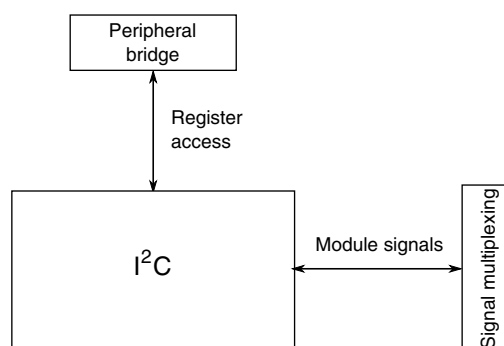 Peripheral
bridge
Register
access
I²C
Module signals
Signal multiplexing